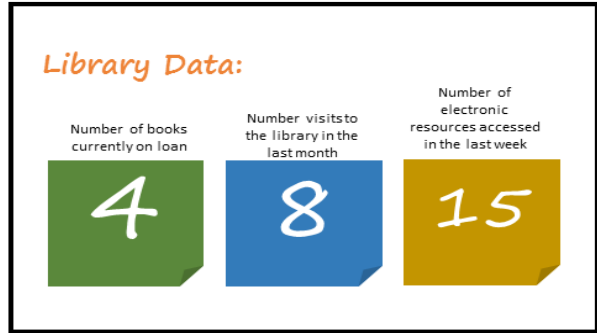 Library Data:
Number of books
currently on loan
4
Number visits to
the library in the
last month
8
Number of
electronic
resources accessed
in the last week
15